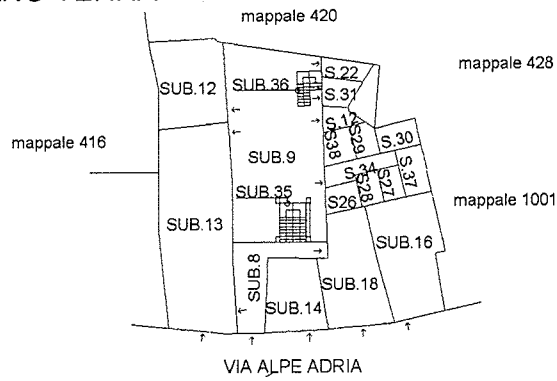 mappale 420
mappale 428
S.22
SUB.12
SUB.36
S.31
S.12
S.30
mappale 416
S38
S29
SUB.9
S.34
S.37
SUB.35
S26
S28
S27
mappale 1001
SUB.13
SUB.16
SUB.8
SUB.18
SUB.14
VIA ALPE ADRIA